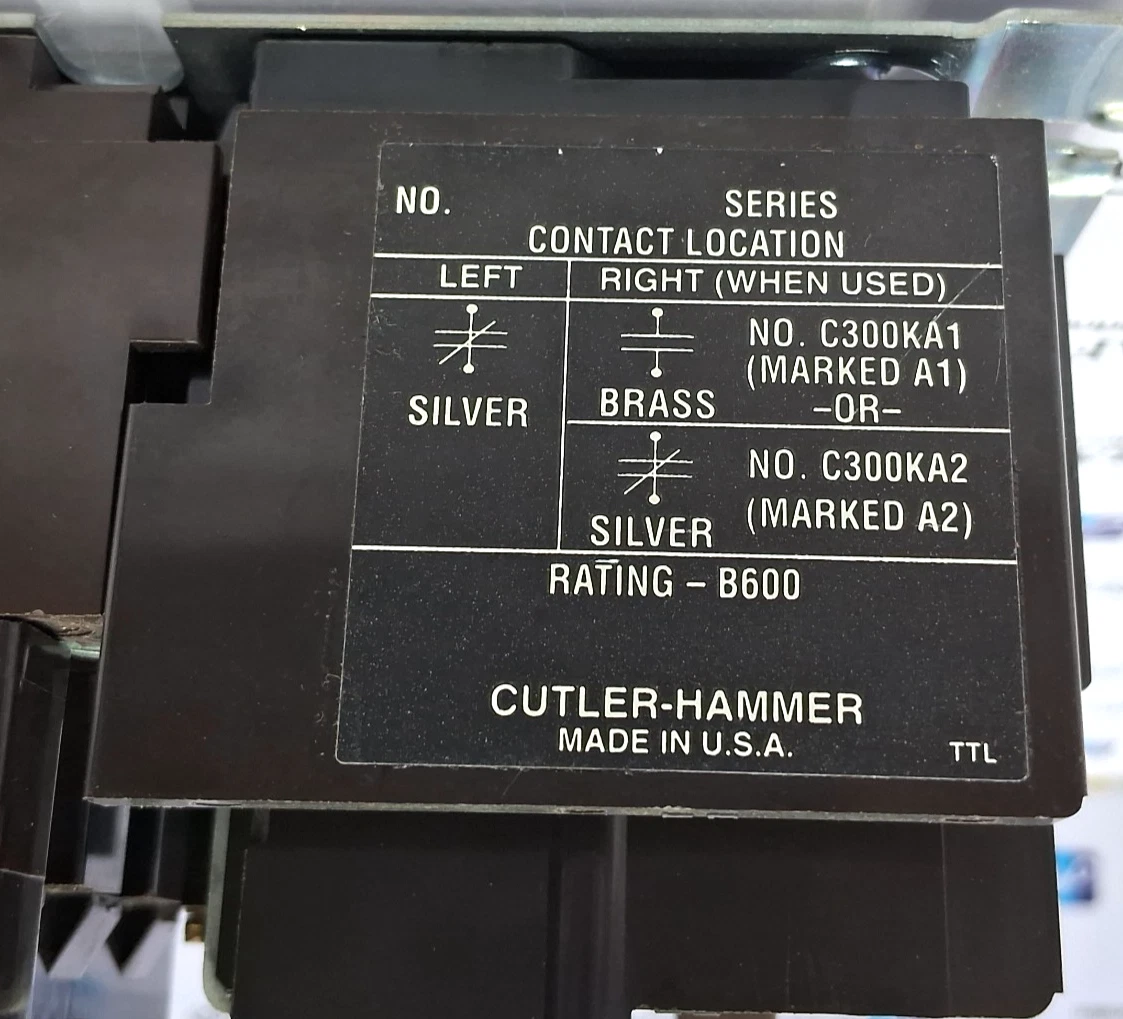 NO. SERIES
CONTACT LOCATION
LEFT RIGHT (WHEN USED)
NO. C300KA1
(MARKED A1)
SILVER BRASS -OR-
NO. C300KA2
(MARKED A2)
SILVER
RATING - B600
CUTLER-HAMMER
MADE IN U.S.A.
TTL